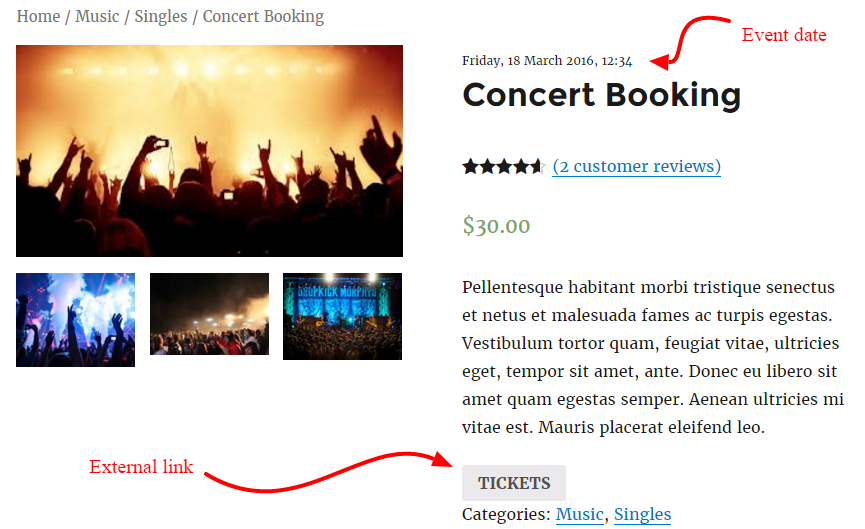 Home / Music / Singles / Concert Booking
Event date
Friday, 18 March 2016, 12:34
Concert Booking
(2 customer reviews)
$30.00
DROPKICK MURPHYS
Pellentesque habitant morbi tristique senectus
et netus et malesuada fames ac turpis egestas.
Vestibulum tortor quam, feugiat vitae, ultricies
eget, tempor sit amet, ante. Donec eu libero sit
amet quam egestas semper. Aenean ultricies mi
vitae est. Mauris placerat eleifend leo.
External link
TICKETS
Categories: Music, Singles